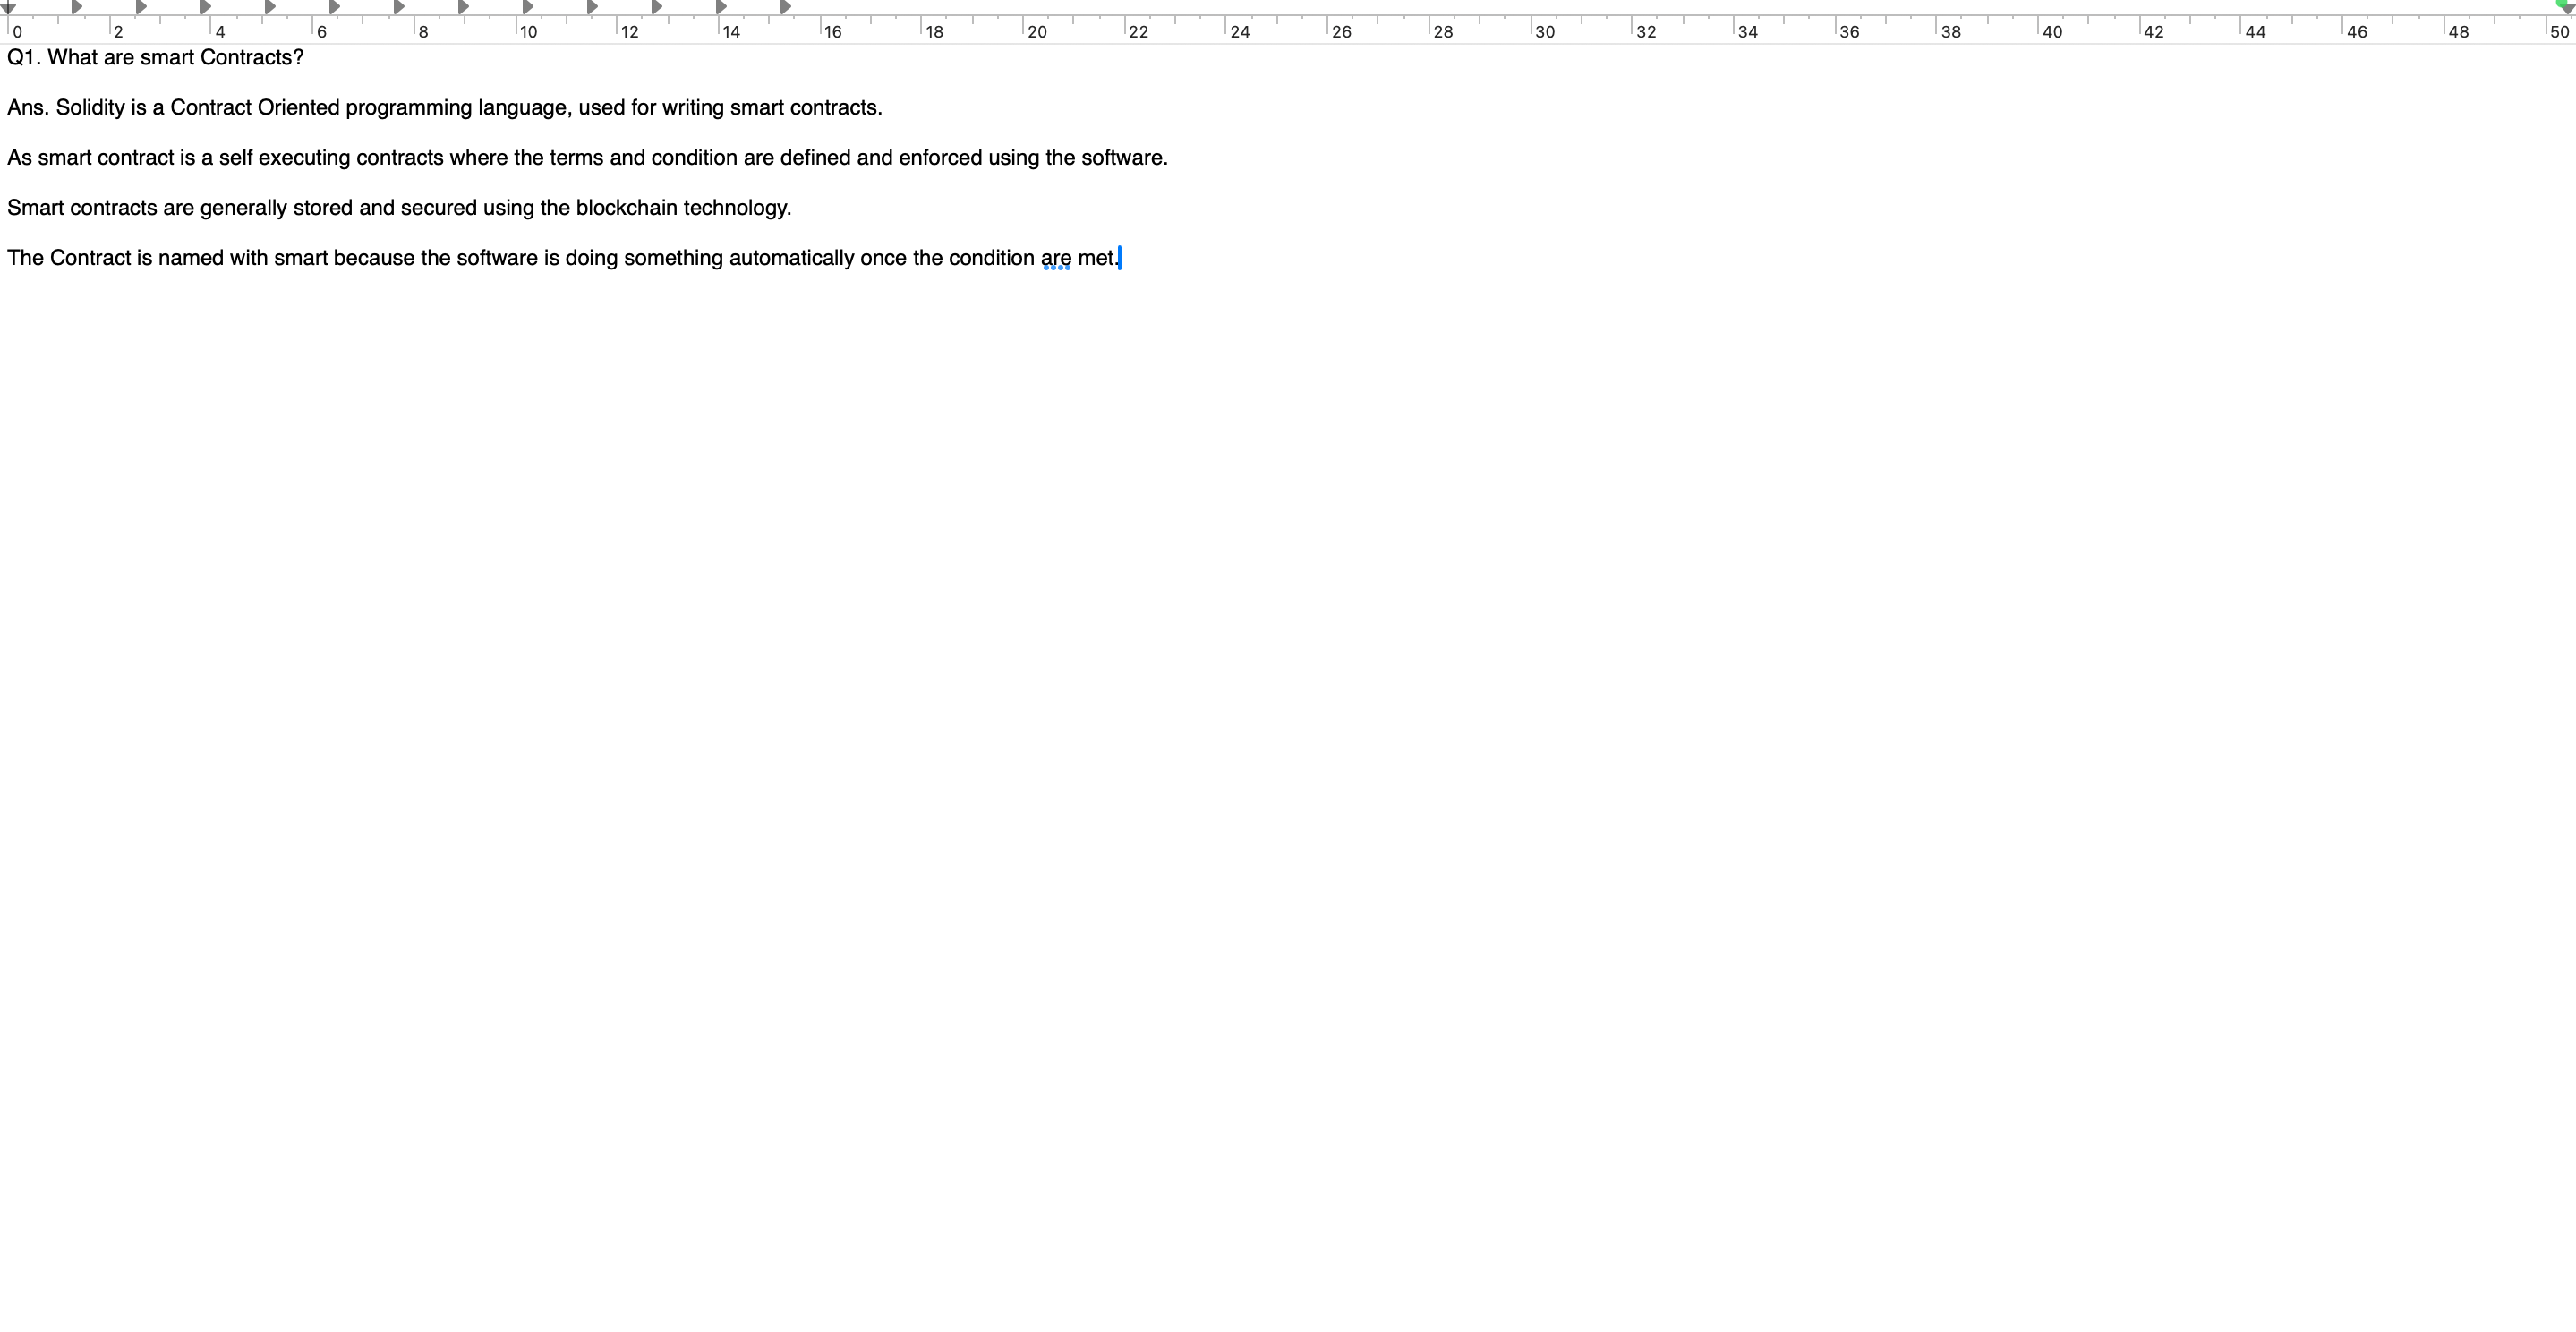 0 2 4 6 8 10 12 14 16 18 20 22 24 26 28 30 32 34 36 38 40 42 44 46 48 50
Q1. What are smart Contracts?
Ans. Solidity is a Contract Oriented programming language, used for writing smart contracts.
As smart contract is a self executing contracts where the terms and condition are defined and enforced using the software.
Smart contracts are generally stored and secured using the blockchain technology.
The Contract is named with smart because the software is doing something automatically once the condition are met.